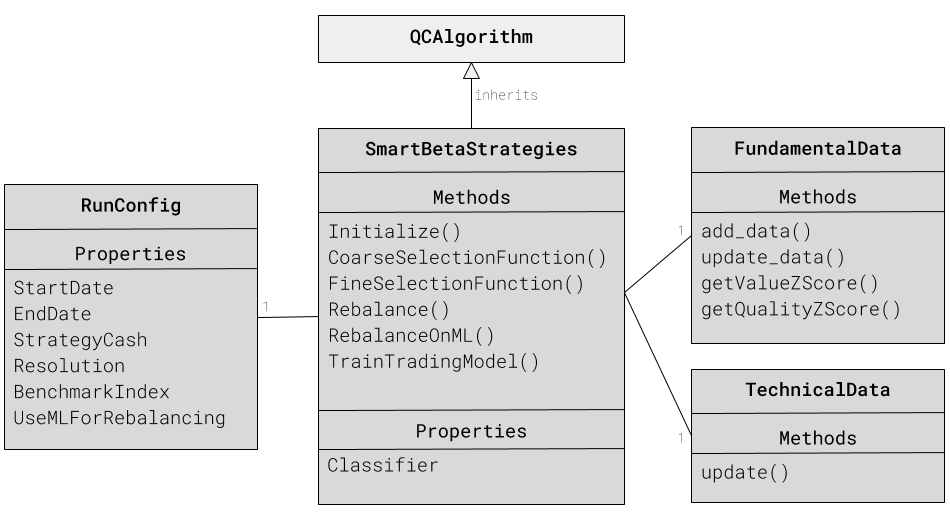 QCAlgorithm
inherits
SmartBetaStrategies
Methods
Initialize()
CoarseSelectionFunction()
FineSelectionFunction()
Rebalance()
RebalanceOnML()
TrainTradingModel()
Properties
Classifier
RunConfig
Properties
StartDate
EndDate
StrategyCash
Resolution
BenchmarkIndex
UseMLForRebalancing
1
FundamentalData
Methods
add_data()
update_data()
getValueZScore()
getQualityZScore()
1
TechnicalData
Methods
update()
1